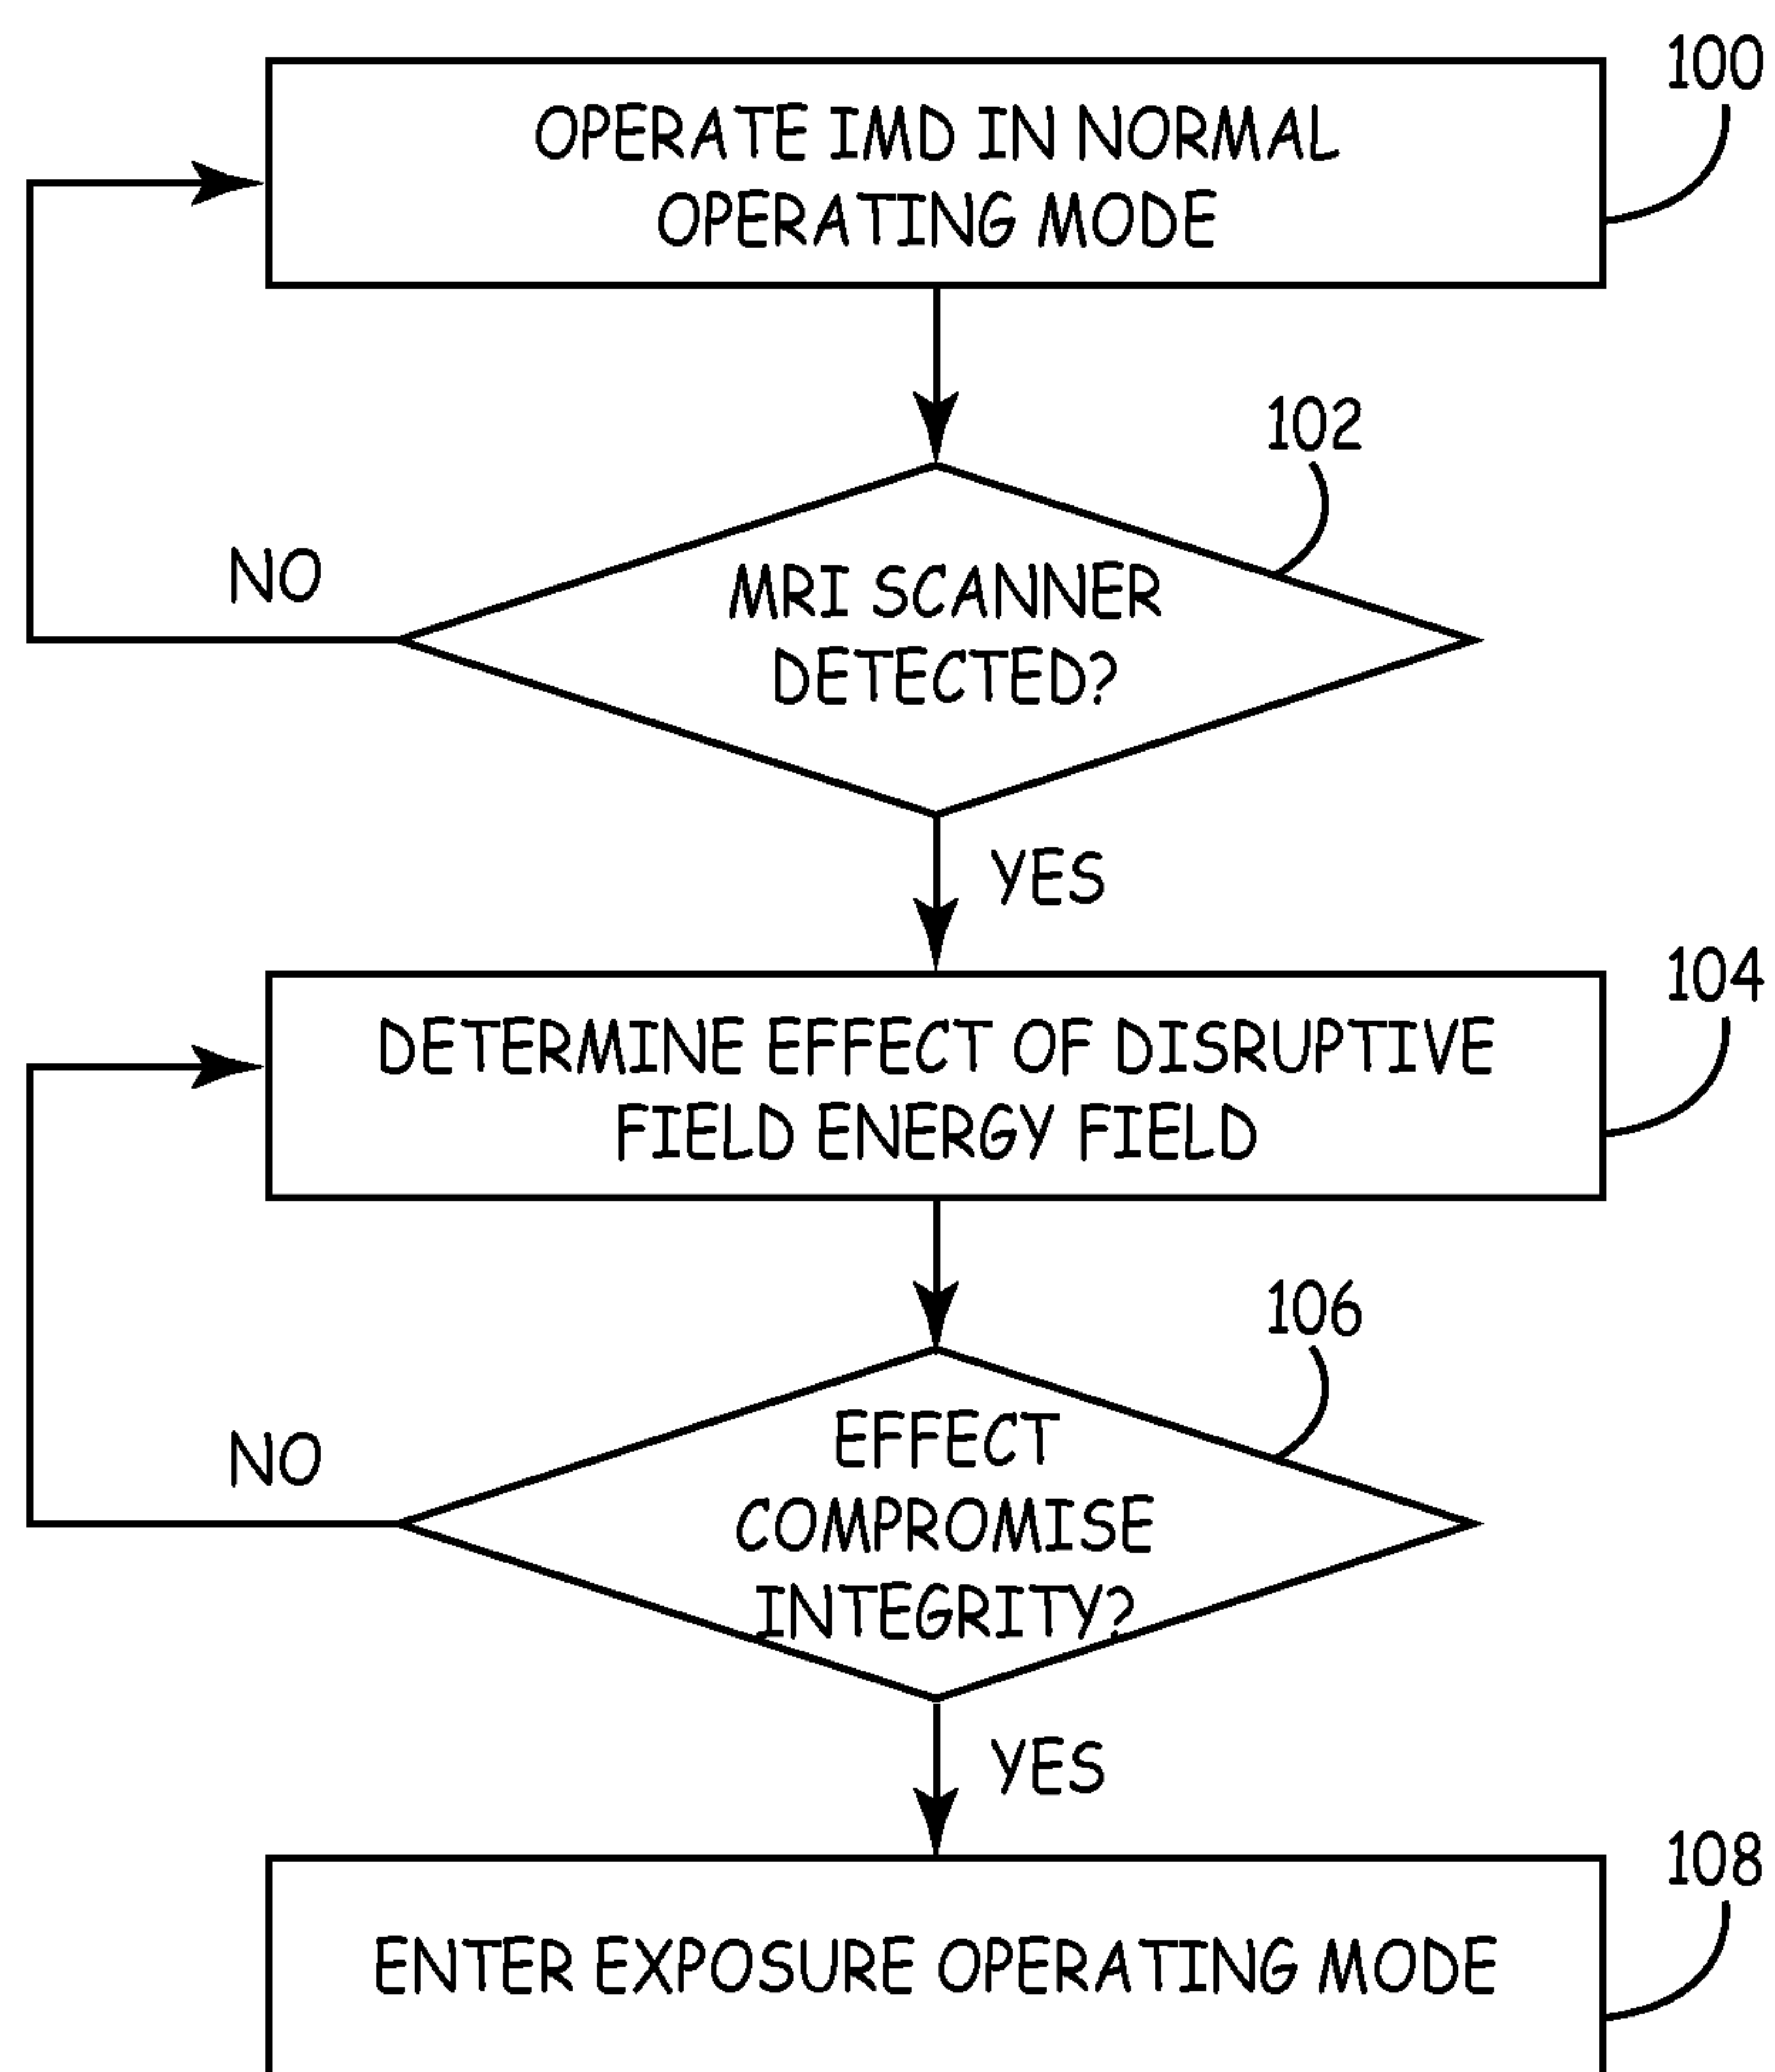 100
OPERATE IMD IN NORMAL
OPERATING MODE
102
NO
MRI SCANNER
DETECTED?
YES
104
DETERMINE EFFECT OF DISRUPTIVE
FIELD ENERGY FIELD
106
NO
EFFECT
COMPROMISE
INTEGRITY?
YES
108
ENTER EXPOSURE OPERATING MODE